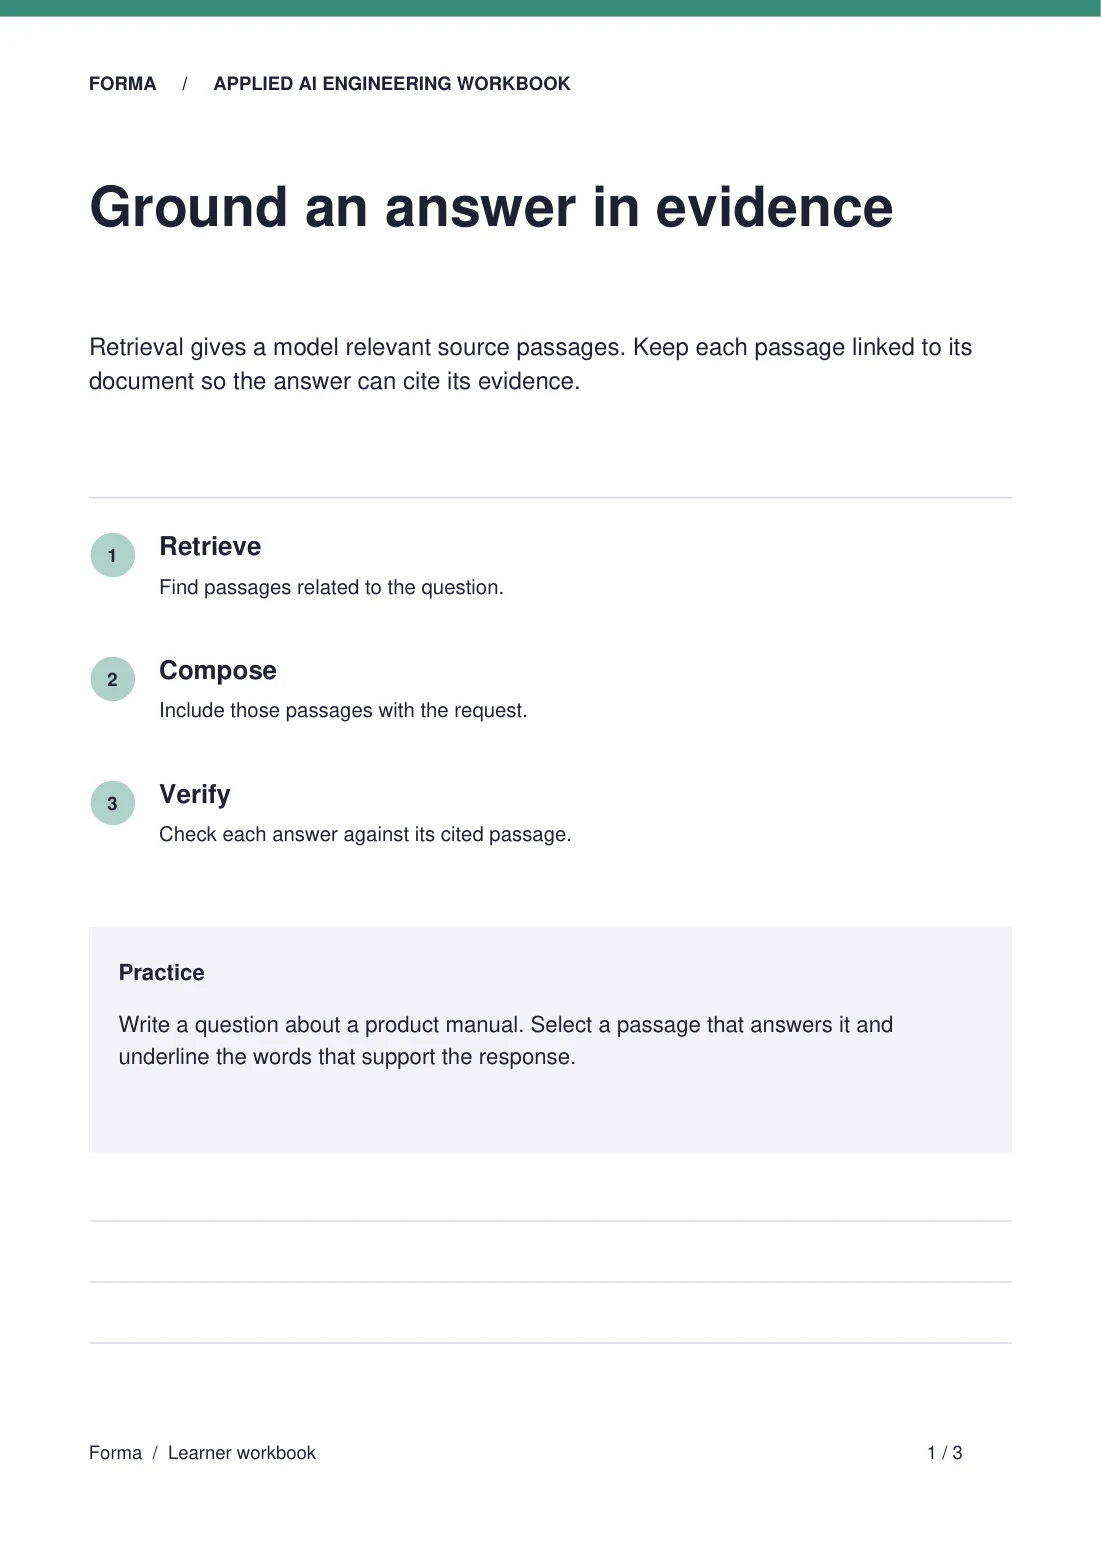 FORMA / APPLIED AI ENGINEERING WORKBOOK
Ground an answer in evidence
Retrieval gives a model relevant source passages. Keep each passage linked to its
document so the answer can cite its evidence.
1 Retrieve
Find passages related to the question.
2 Compose
Include those passages with the request.
3 Verify
Check each answer against its cited passage.
Practice
Write a question about a product manual. Select a passage that answers it and
underline the words that support the response.
Forma / Learner workbook 1 / 3